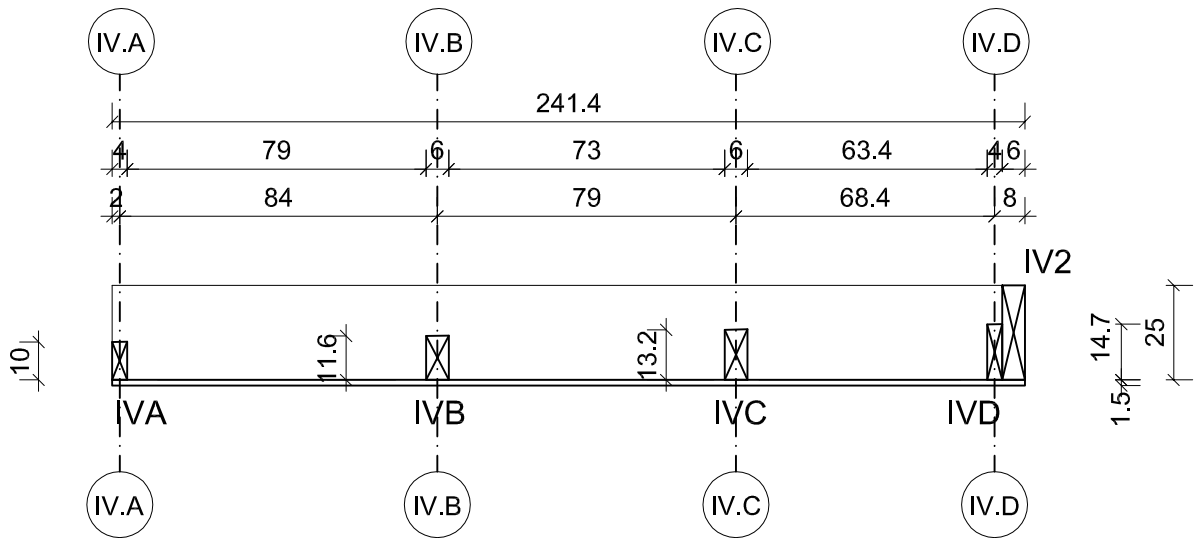 IV.A IV.B IV.C IV.D
241.4
4 79 6 73 6 63.4 4 6
2 84 79 68.4 8
IV2
10 11.6 13.2 14.7 25
1.5
IVA IVB IVC IVD
IV.A IV.B IV.C IV.D